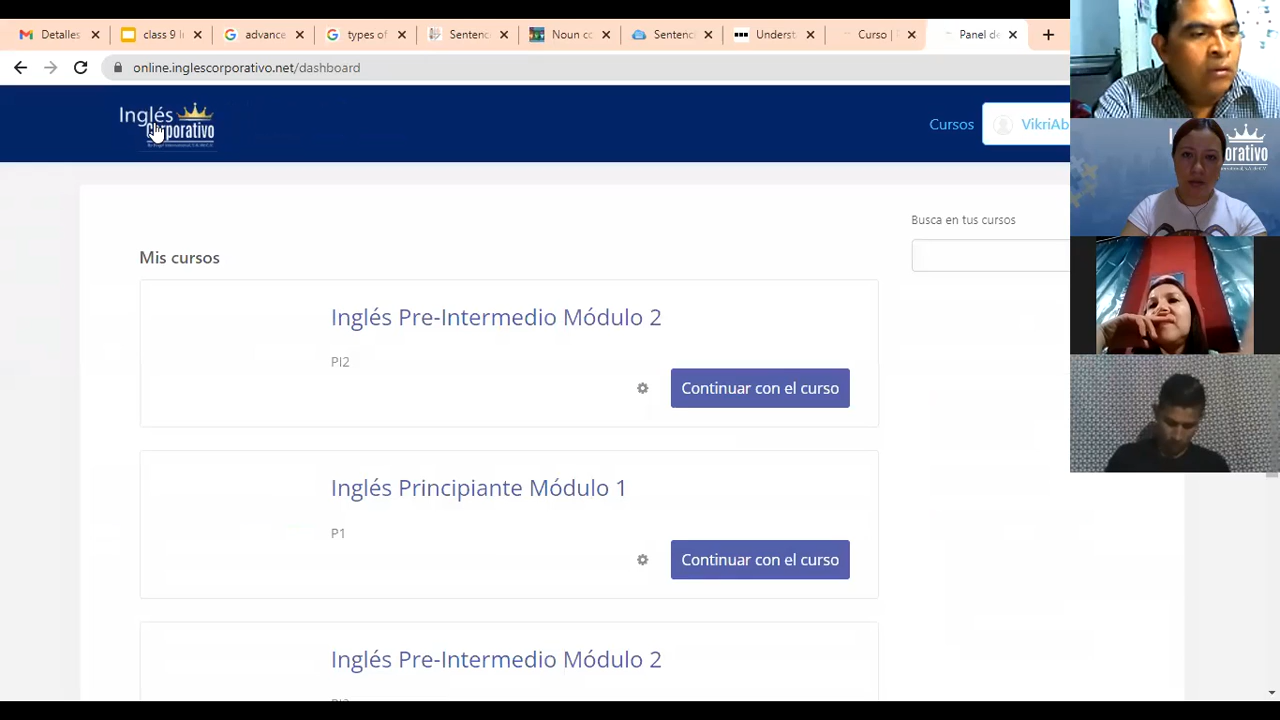 Detalles
class 9 I
advance
types of
Sentenc
Noun co
Sentenc
Underst
Curso |
Panel de
online.inglescorporativo.net/dashboard
Inglés
Corporativo
Cursos
VikriAb
orativo
Busca en tus cursos
Mis cursos
Inglés Pre-Intermedio Módulo 2
PI2
Continuar con el curso
Inglés Principiante Módulo 1
P1
Continuar con el curso
Inglés Pre-Intermedio Módulo 2